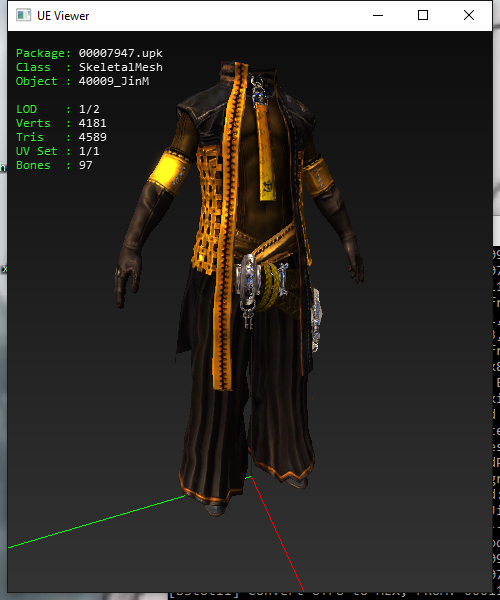 UE Viewer
Package: 00007947.upk
Class : SkeletalMesh
Object : 40009_JinM
LOD : 1/2
Verts : 4181
Tris : 4589
UV Set : 1/1
Bones : 97